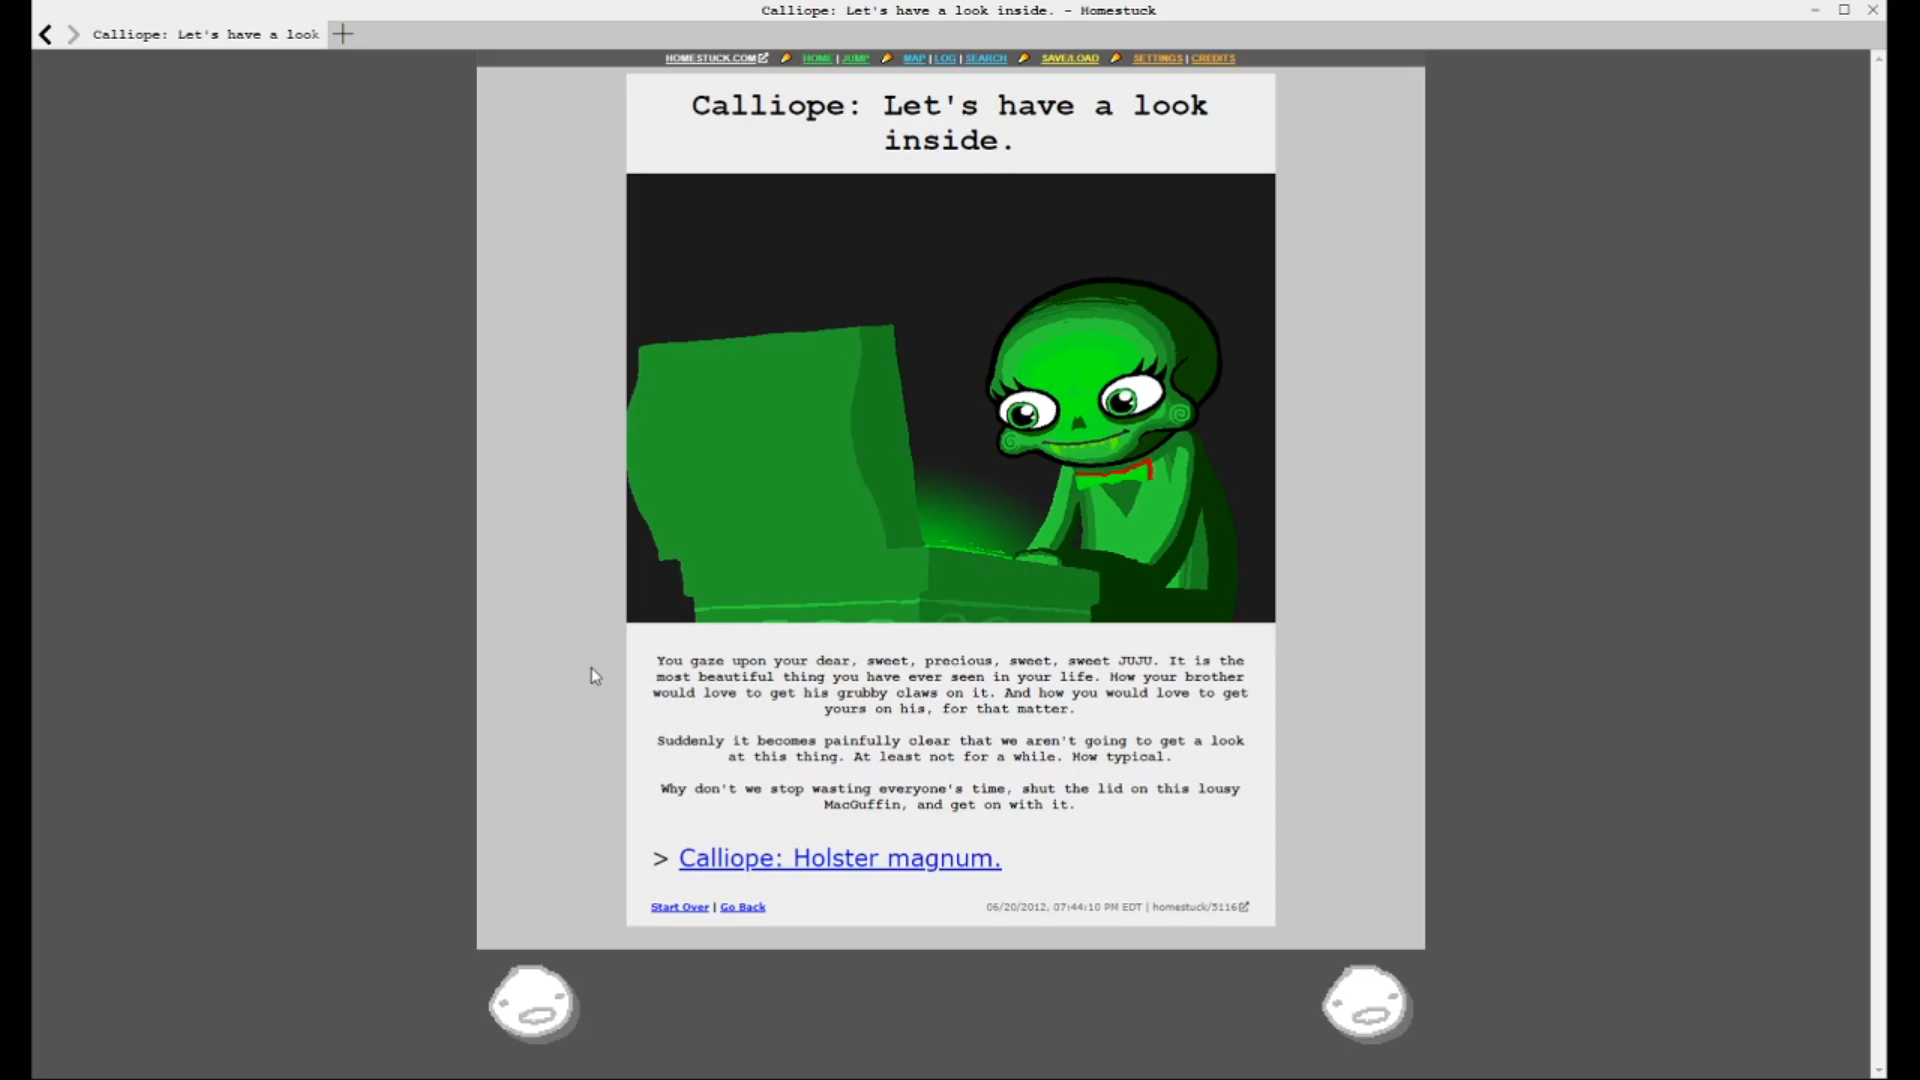 Calliope: Let's have a look inside. - Homestuck
Calliope: Let's have a look
HOMESTUCK.COM HOME | JUMP MAP | LOG | SEARCH SAVE/LOAD SETTINGS | CREDITS
Calliope: Let's have a look
inside.
You gaze upon your dear, sweet, precious, sweet, sweet JUJU. It is the
most beautiful thing you have ever seen in your life. How your brother
would love to get his grubby claws on it. And how you would love to get
yours on his, for that matter.
Suddenly it becomes painfully clear that we aren't going to get a look
at this thing. At least not for a while. How typical.
Why don't we stop wasting everyone's time, shut the lid on this lousy
MacGuffin, and get on with it.
> Calliope: Holster magnum.
Start Over | Go Back 06/20/2012, 07:44:10 PM EDT | homestuck/5116